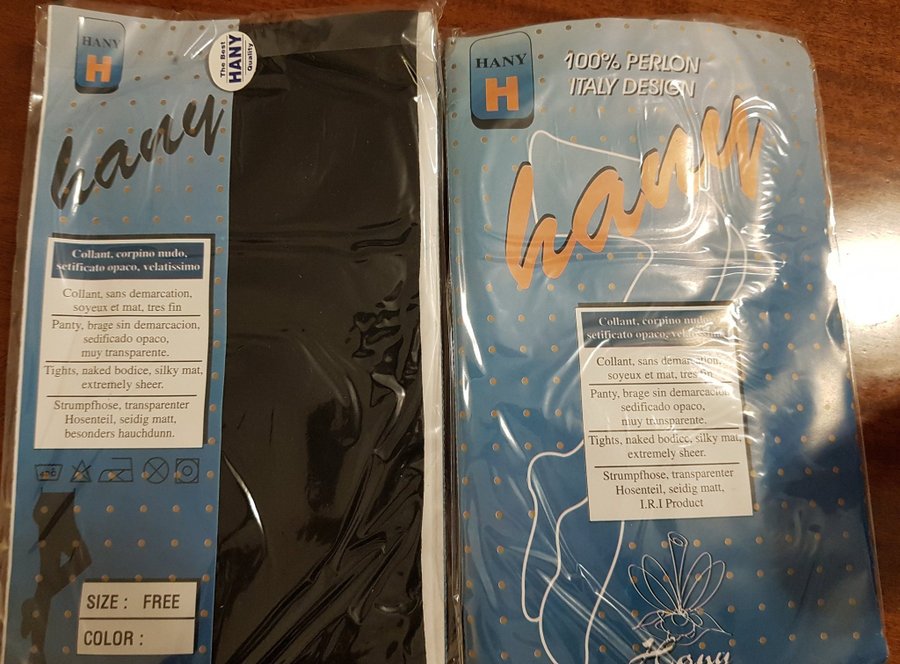 HANY
H
The Best
HANY
Quality
hany
Collant, corpino nudo,
setificato opaco, velatissimo
Collant, sans demarcation,
soyeux et mat, tres fin
Panty, brage sin demarcacion,
sedificado opaco,
muy transparente.
Tights, naked bodice, silky mat,
extremely sheer.
Strumpfhose, transparenter
Hosenteil, seidig matt,
besonders hauchdunn.
SIZE : FREE
COLOR :
HANY
H
100% PERLON
ITALY DESIGN
hany
Collant, corpino nudo,
setificato opaco,
Collant, sans demarcation,
soyeux et mat, tres fin
Panty, brage sin demarcacion,
sedificado opaco,
muy transparente.
Tights, naked bodice, silky mat,
extremely sheer.
Strumpfhose, transparenter
Hosenteil, seidig matt,
I.R.I Product
Hany